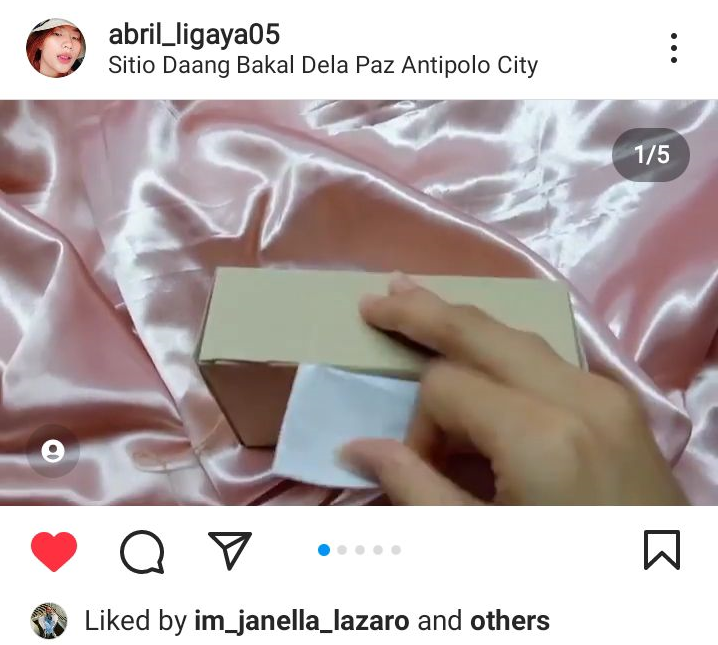 abril_ligaya05
Sitio Daang Bakal Dela Paz Antipolo City
1/5
Liked by im_janella_lazaro and others